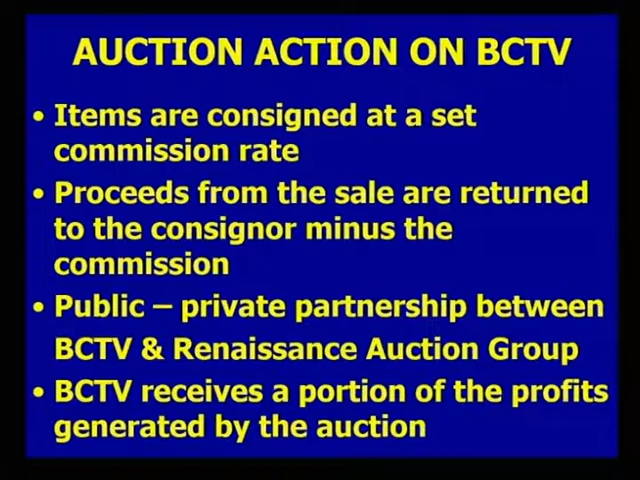 AUCTION ACTION ON BCTV
• Items are consigned at a set
commission rate
• Proceeds from the sale are returned
to the consignor minus the
commission
• Public – private partnership between
BCTV & Renaissance Auction Group
• BCTV receives a portion of the profits
generated by the auction